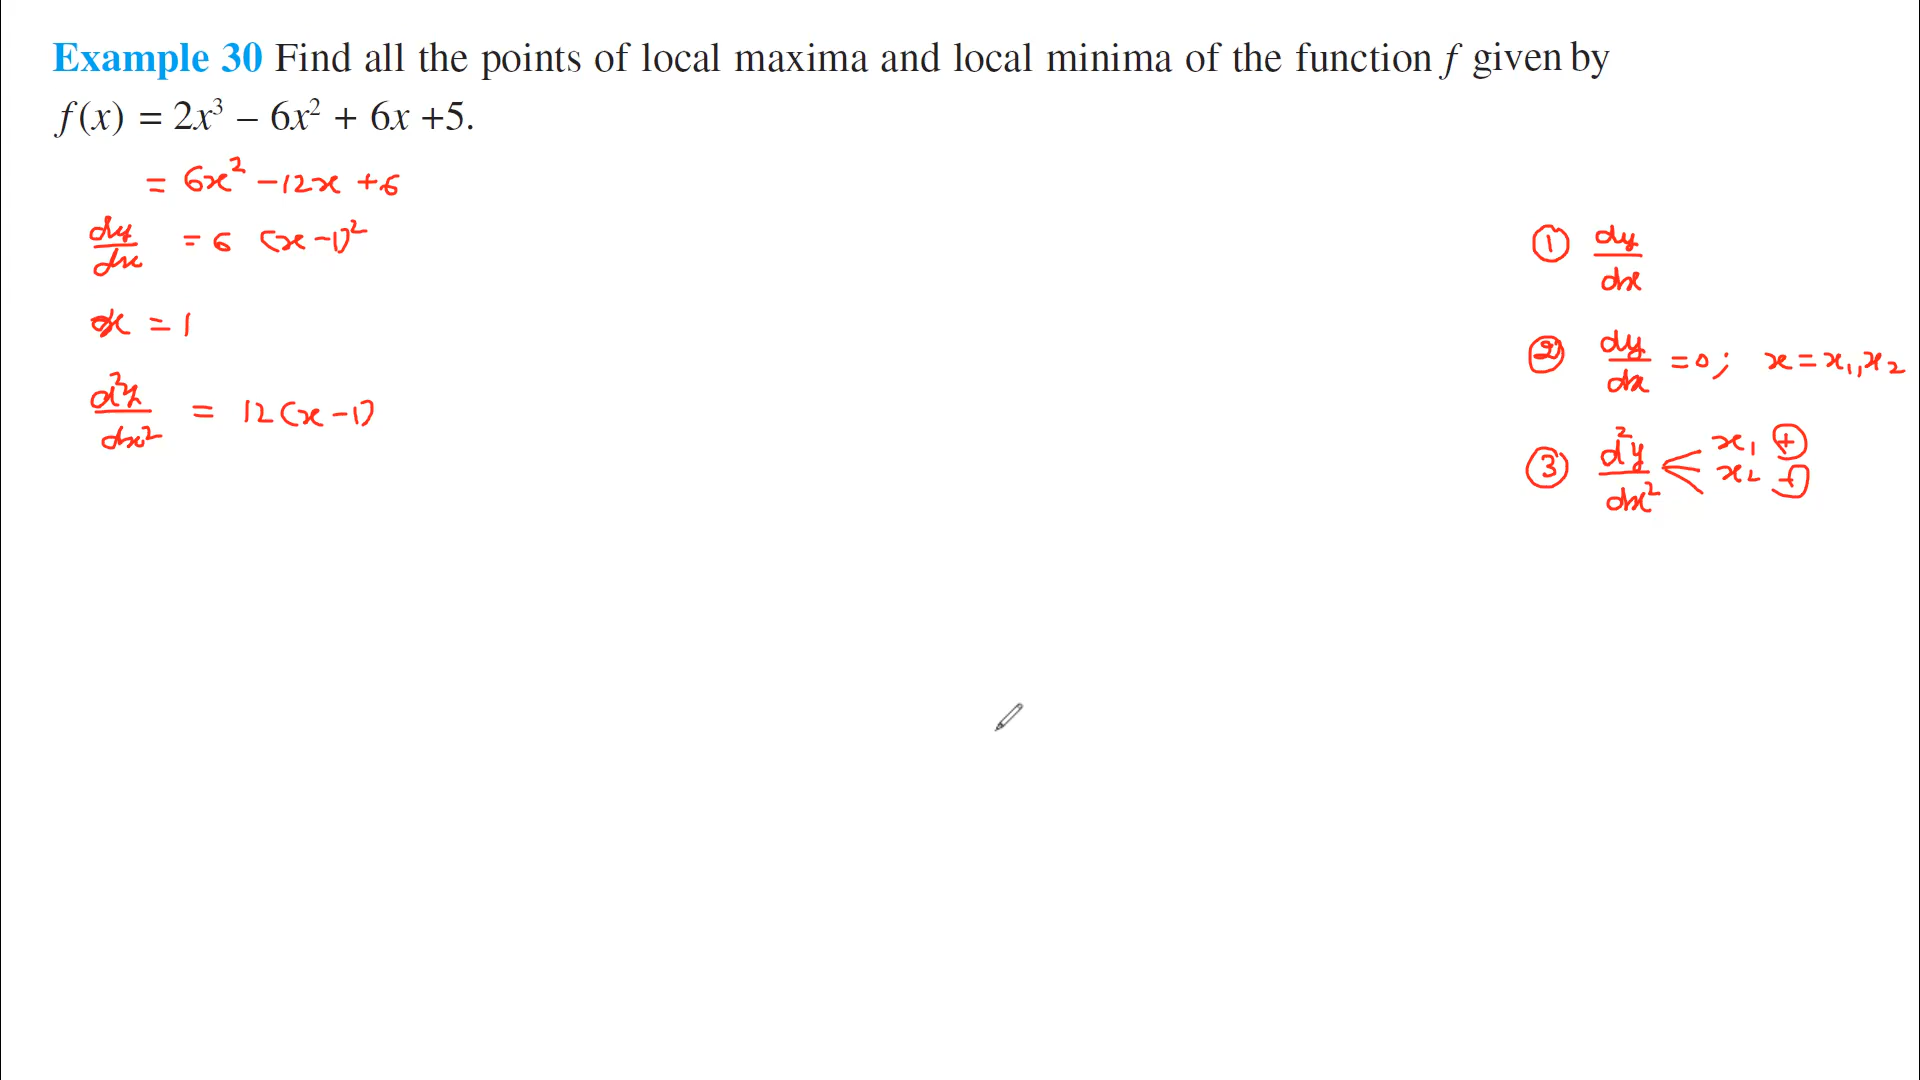 Example 30 Find all the points of local maxima and local minima of the function f given by
f(x) = 2x³ – 6x² + 6x +5.
= 6x² -12x +6
dy/dx = 6 (x-1)²
x = 1
d²y/dx² = 12(x-1)
① dy/dx
② dy/dx =0; x=x₁,x₂
③ d²y/dx² < x₁ +
x₂ -